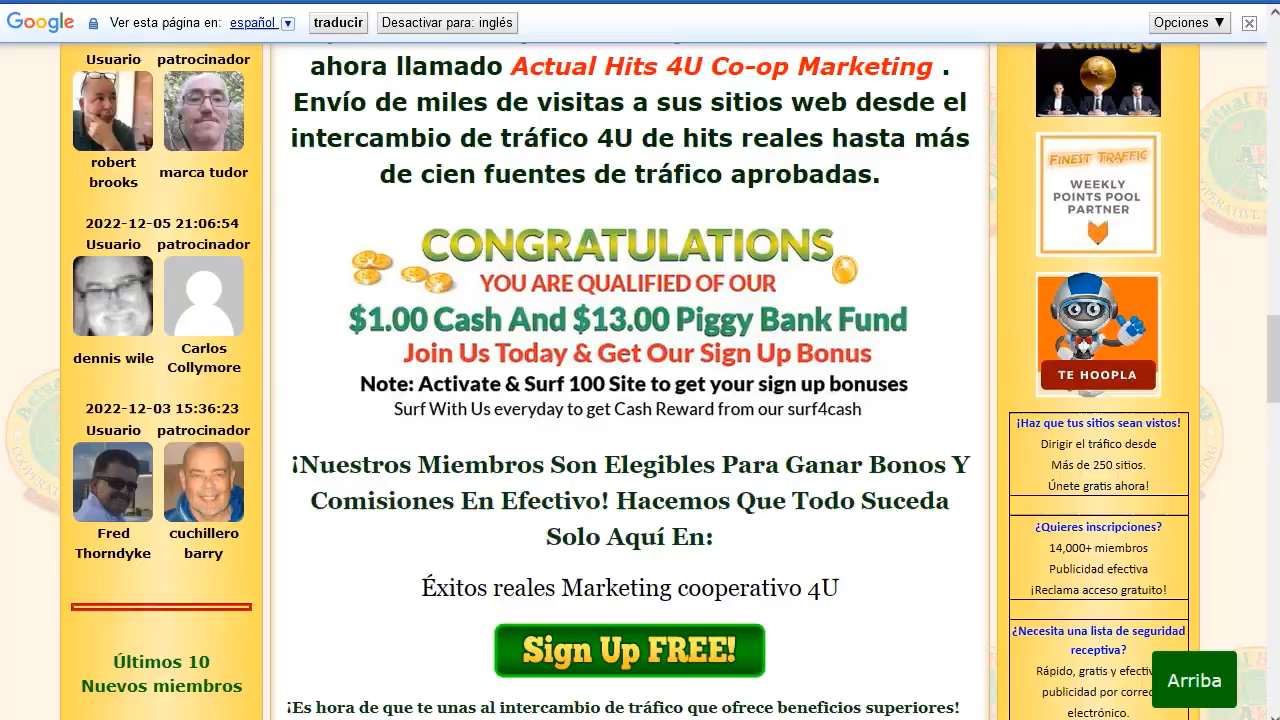 Google
Ver esta página en: español
traducir
Desactivar para: inglés
Opciones ▼
Usuario patrocinador
robert brooks
marca tudor
2022-12-05 21:06:54
Usuario patrocinador
dennis wile
Carlos Collymore
2022-12-03 15:36:23
Usuario patrocinador
Fred Thorndyke
cuchillero barry
Últimos 10
Nuevos miembros
ahora llamado Actual Hits 4U Co-op Marketing .
Envío de miles de visitas a sus sitios web desde el
intercambio de tráfico 4U de hits reales hasta más
de cien fuentes de tráfico aprobadas.
CONGRATULATIONS
YOU ARE QUALIFIED OF OUR
$1.00 Cash And $13.00 Piggy Bank Fund
Join Us Today & Get Our Sign Up Bonus
Note: Activate & Surf 100 Site to get your sign up bonuses
Surf With Us everyday to get Cash Reward from our surf4cash
¡Nuestros Miembros Son Elegibles Para Ganar Bonos Y
Comisiones En Efectivo! Hacemos Que Todo Suceda
Solo Aquí En:
Éxitos reales Marketing cooperativo 4U
Sign Up FREE!
¡Es hora de que te unas al intercambio de tráfico que ofrece beneficios superiores!
FINEST TRAFFIC
WEEKLY
POINTS POOL
PARTNER
TE HOOPLA
¡Haz que tus sitios sean vistos!
Dirigir el tráfico desde
Más de 250 sitios.
Únete gratis ahora!
¿Quieres inscripciones?
14,000+ miembros
Publicidad efectiva
¡Reclama acceso gratuito!
¿Necesita una lista de seguridad
receptiva?
Rápido, gratis y efecti
publicidad por correo
electrónico.
Arriba